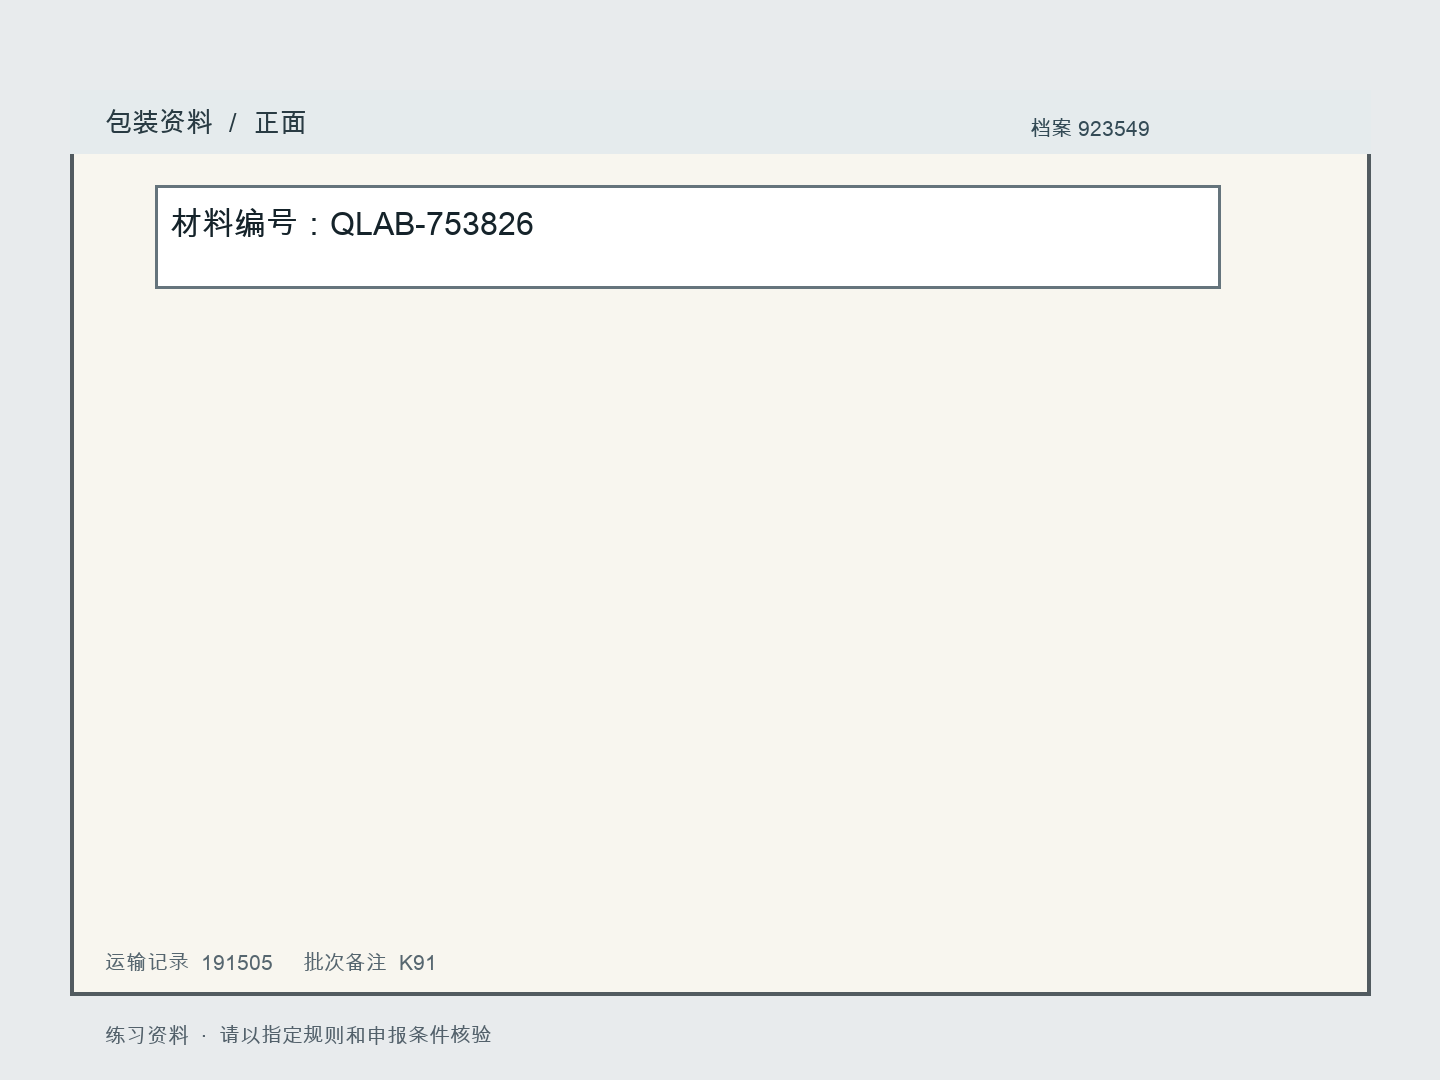 包装资料 / 正面
档案 923549
材料编号：QLAB-753826
运输记录 191505 批次备注 K91
练习资料 · 请以指定规则和申报条件核验